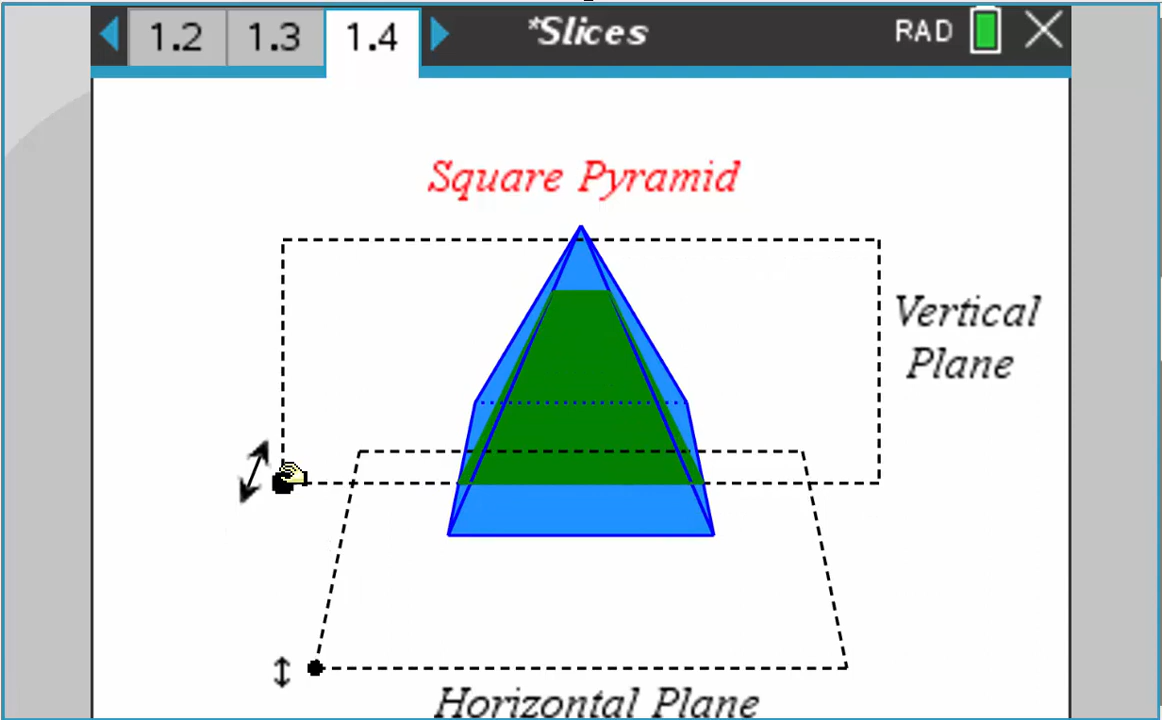 1.2 1.3 1.4 *Slices RAD
Square Pyramid
Vertical
Plane
Horizontal Plane